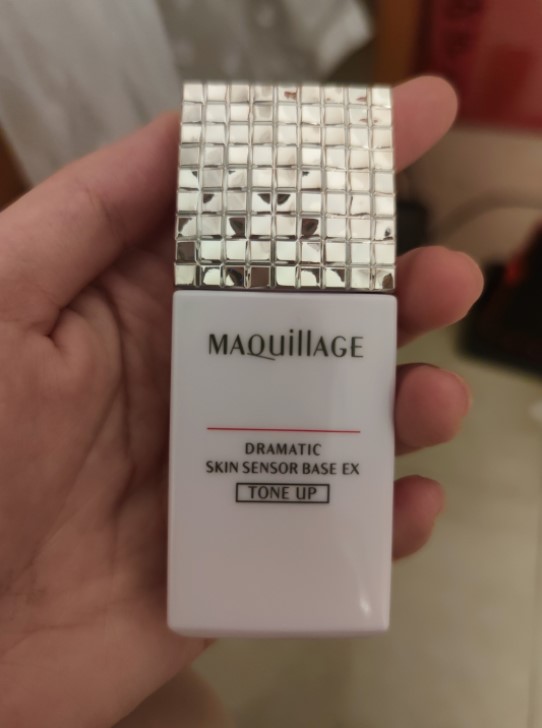 MAQuillAGE
DRAMATIC
SKIN SENSOR BASE EX
TONE UP